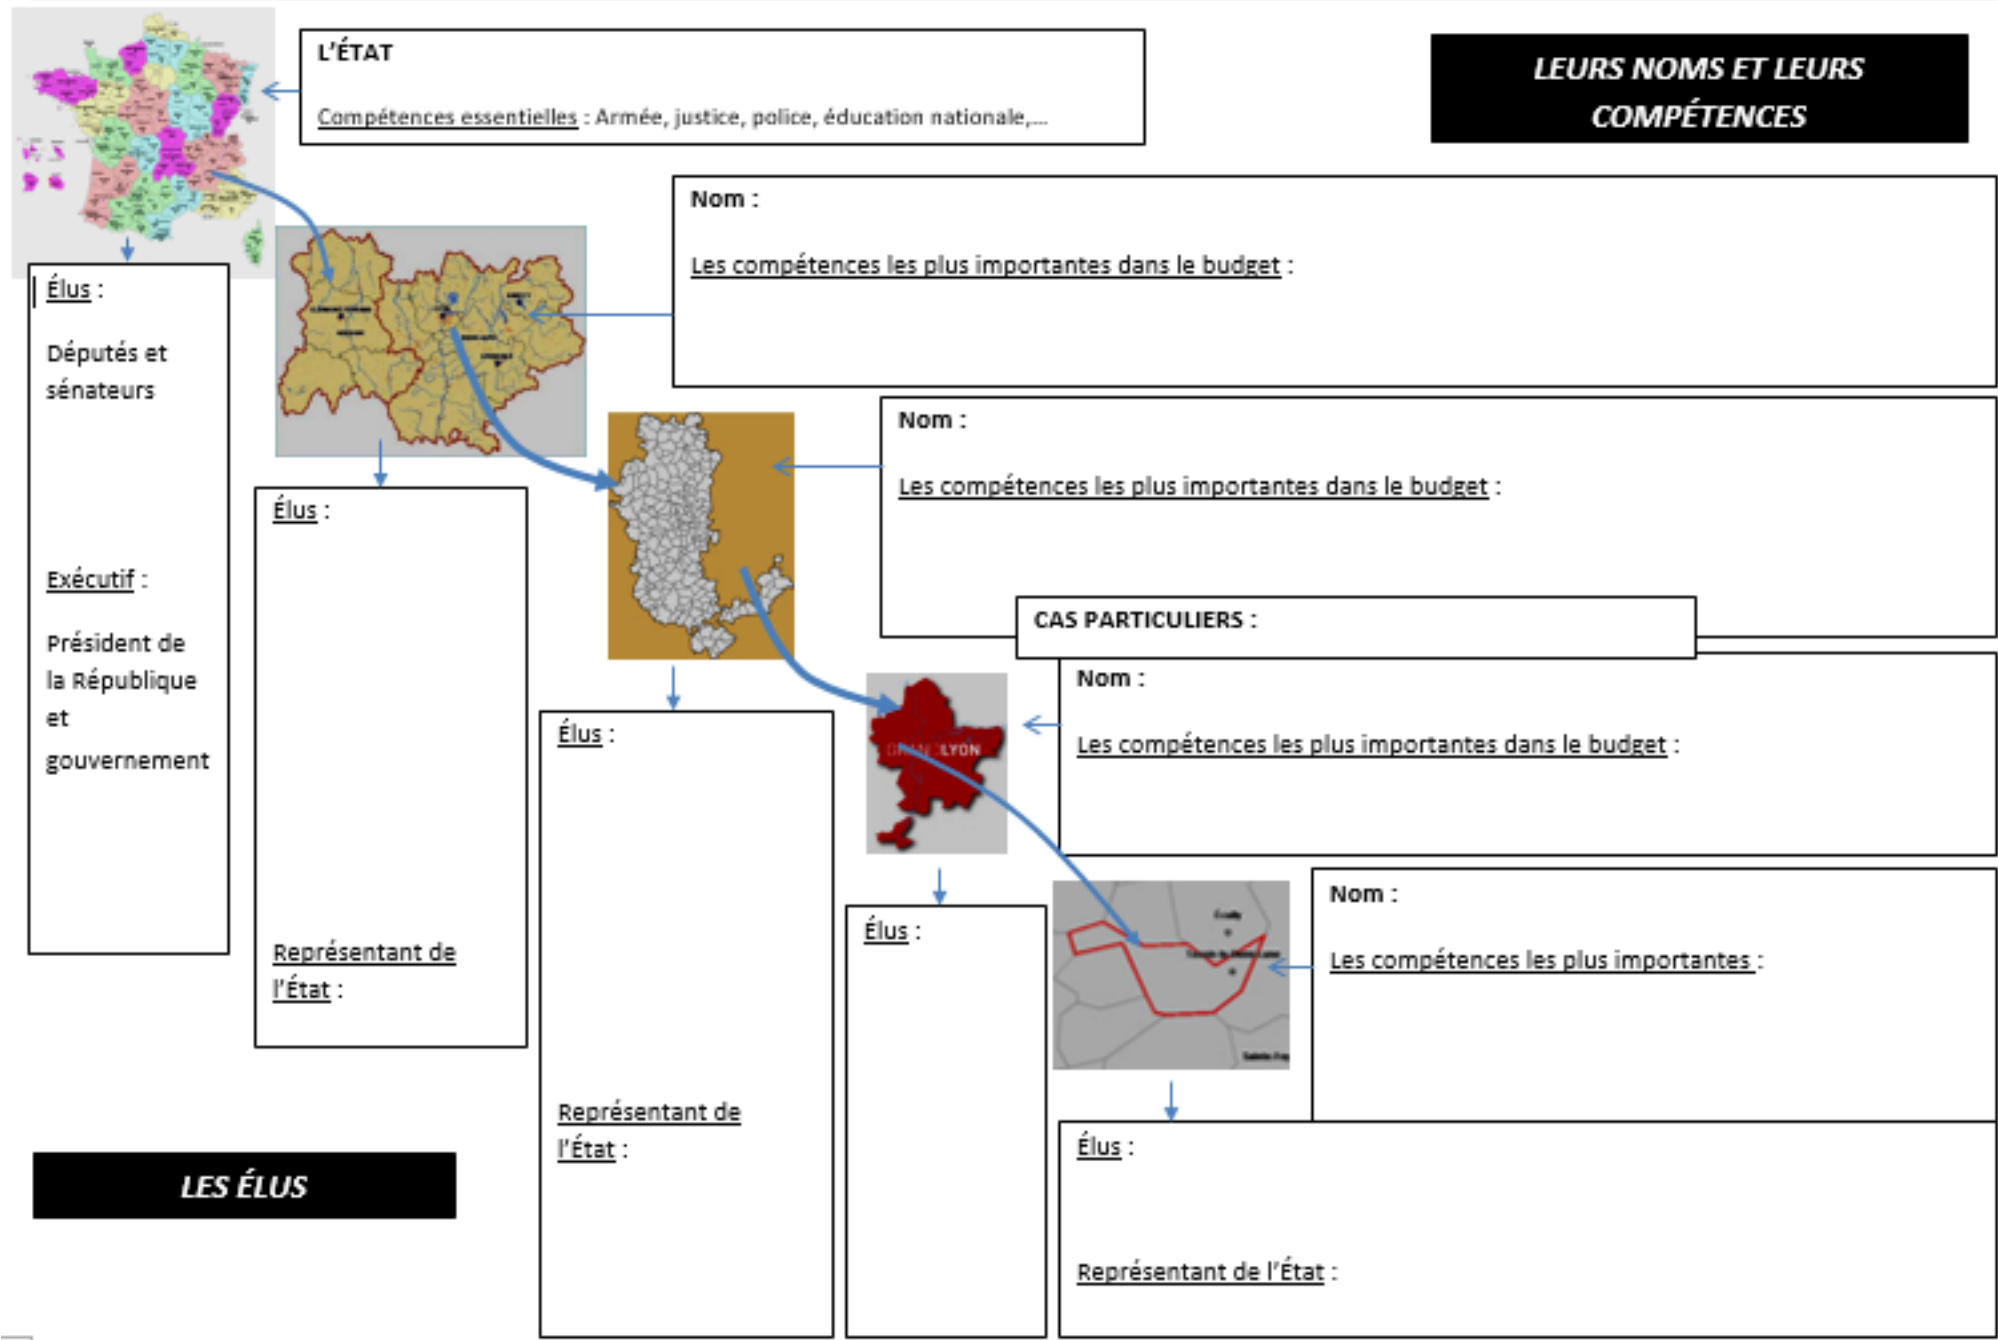 L'ÉTAT
Compétences essentielles : Armée, justice, police, éducation nationale,...
LEURS NOMS ET LEURS
COMPÉTENCES
Nom :
Les compétences les plus importantes dans le budget :
Élus :
Députés et
sénateurs
Exécutif :
Président de
la République
et
gouvernement
Nom :
Les compétences les plus importantes dans le budget :
Élus :
Représentant de
l'État :
CAS PARTICULIERS :
Nom :
Les compétences les plus importantes dans le budget :
Élus :
Représentant de
l'État :
GRAND LYON
Nom :
Les compétences les plus importantes :
Élus :
Écully
Élus :
Représentant de l'État :
LES ÉLUS